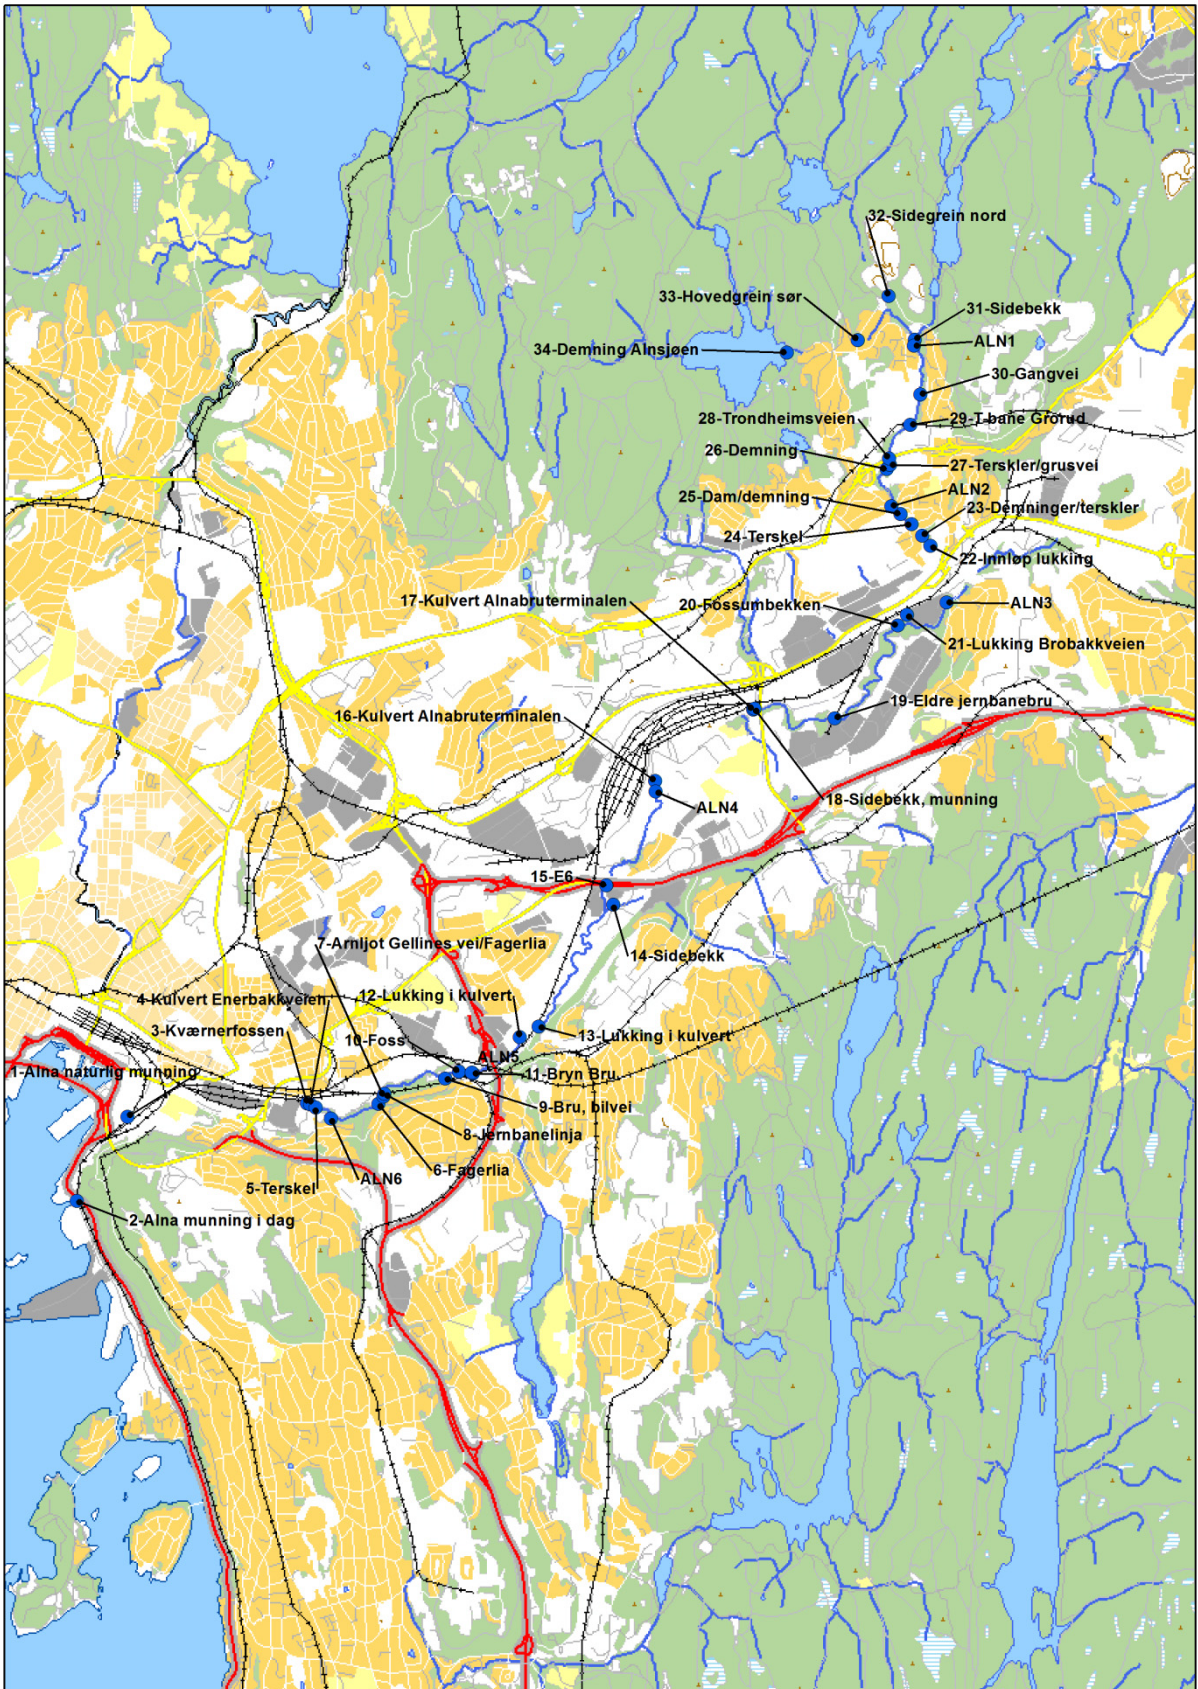 32-Sidegrein nord
33-Hovedgrein sør
31-Sidebekk
34-Demning Alnsjøen
ALN1
30-Gangvei
28-Trondheimsveien
29-T-bane Grorud
26-Demning
27-Terskler/grusvei
25-Dam/demning
ALN2
23-Demninger/terskler
24-Terskel
22-Innløp lukking
17-Kulvert Alnabruterminalen
20-Fossumbekken
ALN3
21-Lukking Brobakkveien
19-Eldre jernbanebru
16-Kulvert Alnabruterminalen
18-Sidebekk, munning
ALN4
15-E6
7-Arnljot Gellines vei/Fagerlia
14-Sidebekk
4-Kulvert Enerbakkveien
12-Lukking i kulvert
3-Kværnerfossen
10-Foss
13-Lukking i kulvert
ALN5
1-Alna naturlig munning
11-Bryn Bru
9-Bru, bilvei
8-Jernbanelinja
6-Fagerlia
5-Terskel
ALN6
2-Alna munning i dag